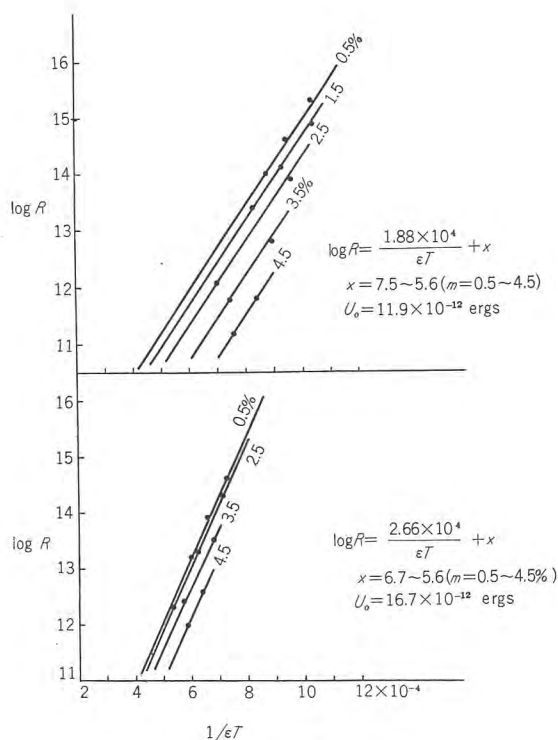 16
15
14
log R
13
12
11
0.5%
1.5
2.5
3.5%
4.5
logR= 1.88×10⁴ / εT +x
x=7.5~5.6(m=0.5~4.5)
Uₒ=11.9×10⁻¹² ergs
16
15
14
log R
13
12
11
0.5%
2.5
3.5
4.5
logR= 2.66×10⁴ / εT +x
x=6.7~5.6(m=0.5~4.5%)
Uₒ=16.7×10⁻¹² ergs
2 4 6 8 10 12×10⁻⁴
1/εT